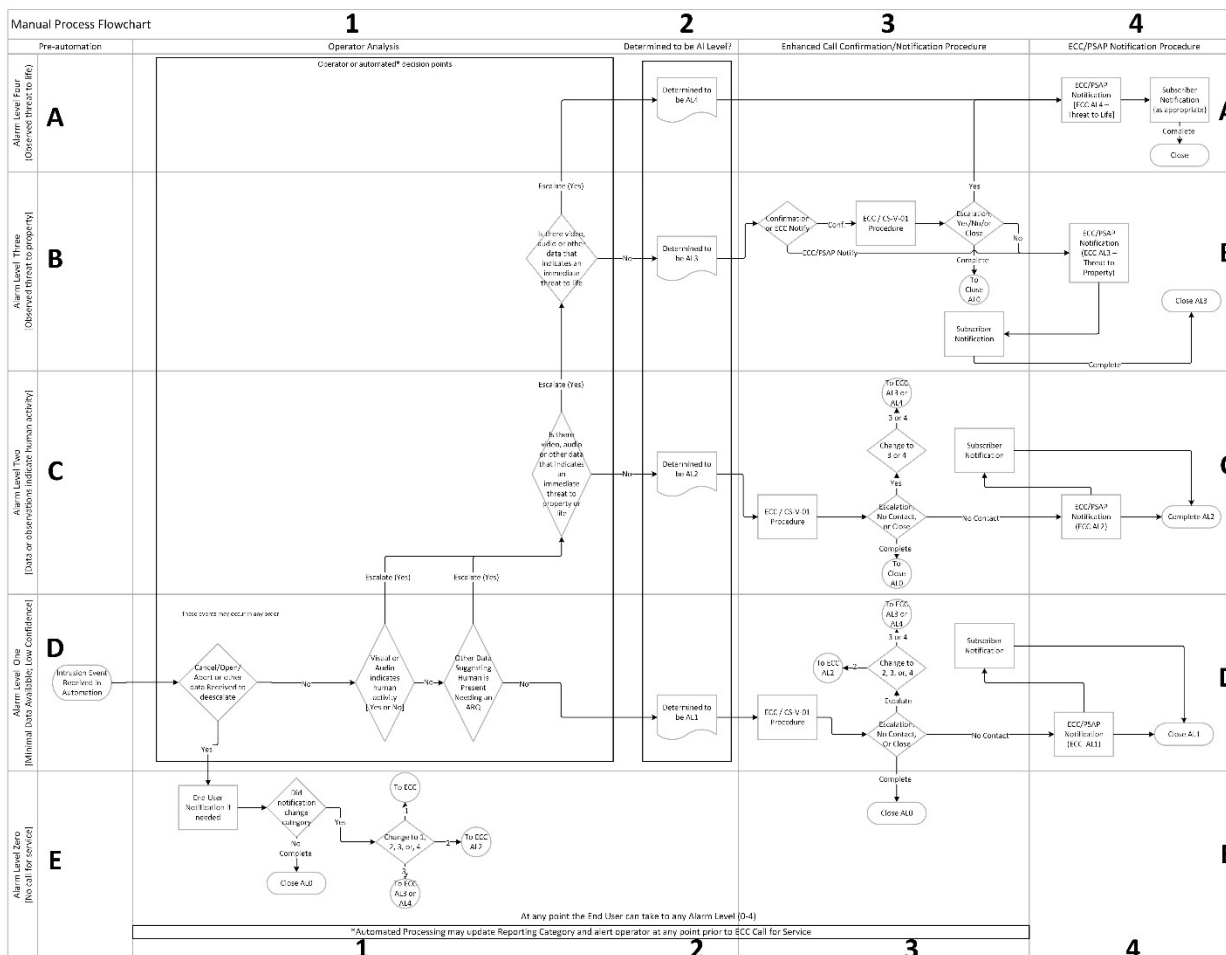 Manual Process Flowchart
1
2
3
4
Pre-automation
Operator Analysis
Determined to be Al Level?
Enhanced Call Confirmation/Notification Procedure
ECC/PSAP Notification Procedure
Alarm Level Four
[Observed threat to life]
A
Operator or automated* decision points
Escalate (Yes)
Determined to
be AL4
ECC/PSAP
Notification
[ECC AL4 –
Threat to Life]
Subscriber
Notification
(as appropriate)
Complete
Close
A
Alarm Level Three
[Observed threat to property]
B
Is there video,
audio or other
data that
indicates an
immediate
threat to life
No
Determined to
be AL3
Confirmation
or ECC Notify
Conf.
ECC / CS-V-01
Procedure
ECC/PSAP Notify
Yes
Escalation,
Yes/No/or
Close
No
Complete
To
Close
AL0
ECC/PSAP
Notification
(ECC AL3 –
Threat to
Property)
Close AL3
Subscriber
Notification
Complete
Escalate (Yes)
Alarm Level Two
[Data or observations indicate human activity]
C
Is there
video, audio
or other data
that indicates
an
immediate
threat to
property or
life
No
Determined to
be AL2
ECC / CS-V-01
Procedure
To ECC
AL3 or
AL4
3 or 4
Change to
3 or 4
Yes
Escalation,
No Contact,
or Close
No Contact
Complete
To
Close
AL0
Subscriber
Notification
ECC/PSAP
Notification
(ECC AL2)
Complete AL2
Escalate (Yes)
Escalate (Yes)
Alarm Level One
[Minimal Data Available; Low Confidence]
D
These events may occur in any order
Intrusion Event
Received in
Automation
Cancel/Open/
Abort or other
data Received to
deescalate
No
Visual or
Audio
indicates
human
activity
[Yes or No]
No
Other Data
Suggesting
Human is
Present
Needing an
ARQ
No
Determined to
be AL1
ECC / CS-V-01
Procedure
To ECC
AL3 or
AL4
3 or 4
To ECC
AL2
2
Change to
2, 3, or, 4
Escalate
Escalation,
No Contact,
Or Close
No Contact
Complete
Subscriber
Notification
ECC/PSAP
Notification
(ECC AL1)
Close AL1
D
Yes
Alarm Level Zero
[No call for service]
E
End User
Notification if
needed
Did
notification
change
category
Yes
No
Complete
Close AL0
To ECC
1
Change to 1,
2, 3, or, 4
2
To ECC
AL2
3
To ECC
AL3 or
AL4
Close AL0
At any point the End User can take to any Alarm Level (0-4)
*Automated Processing may update Reporting Category and alert operator at any point prior to ECC Call for Service
1
2
3
4